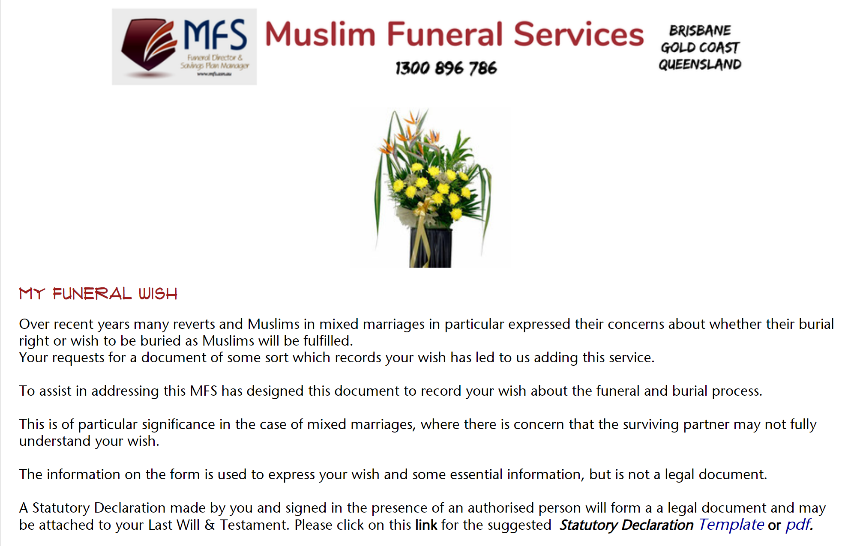 MFS
Funeral Director &
Savings Plan Manager
www.mfs.com.au
Muslim Funeral Services
1300 896 786
BRISBANE
GOLD COAST
QUEENSLAND
MY FUNERAL WISH
Over recent years many reverts and Muslims in mixed marriages in particular expressed their concerns about whether their burial
right or wish to be buried as Muslims will be fulfilled.
Your requests for a document of some sort which records your wish has led to us adding this service.
To assist in addressing this MFS has designed this document to record your wish about the funeral and burial process.
This is of particular significance in the case of mixed marriages, where there is concern that the surviving partner may not fully
understand your wish.
The information on the form is used to express your wish and some essential information, but is not a legal document.
A Statutory Declaration made by you and signed in the presence of an authorised person will form a a legal document and may
be attached to your Last Will & Testament. Please click on this link for the suggested Statutory Declaration Template or pdf.